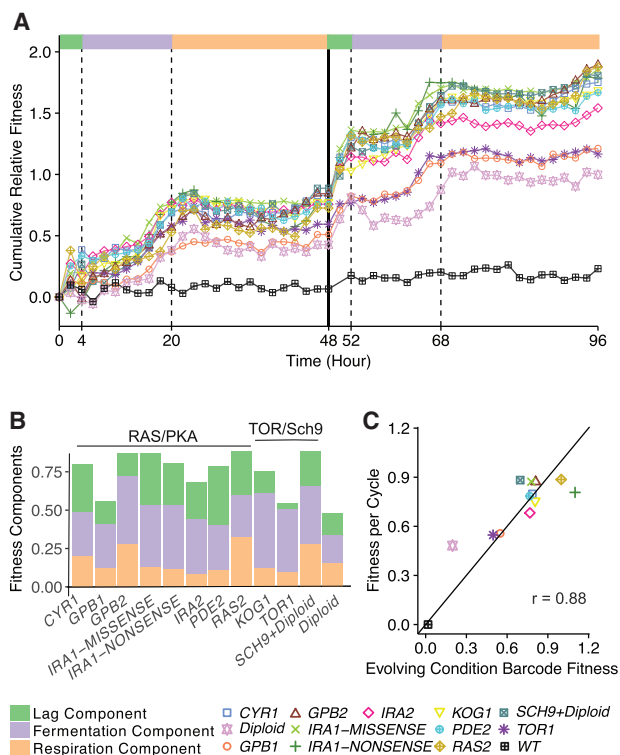 A
Cumulative Relative Fitness
2.0
1.5
1.0
0.5
0.0
0 4 20 48 52 68 96
Time (Hour)
B
RAS/PKA
TOR/Sch9
Fitness Components
0.75
0.50
0.25
0.00
CYR1
GPB1
GPB2
IRA1−MISSENSE
IRA1−NONSENSE
IRA2
PDE2
RAS2
KOG1
TOR1
SCH9+Diploid
Diploid
C
Fitness per Cycle
1.2
0.9
0.6
0.3
0.0
r = 0.88
0.0 0.3 0.6 0.9 1.2
Evolving Condition Barcode Fitness
Lag Component
Fermentation Component
Respiration Component
CYR1 GPB2 IRA2 KOG1 SCH9+Diploid
Diploid IRA1−MISSENSE PDE2 TOR1
GPB1 IRA1−NONSENSE RAS2 WT